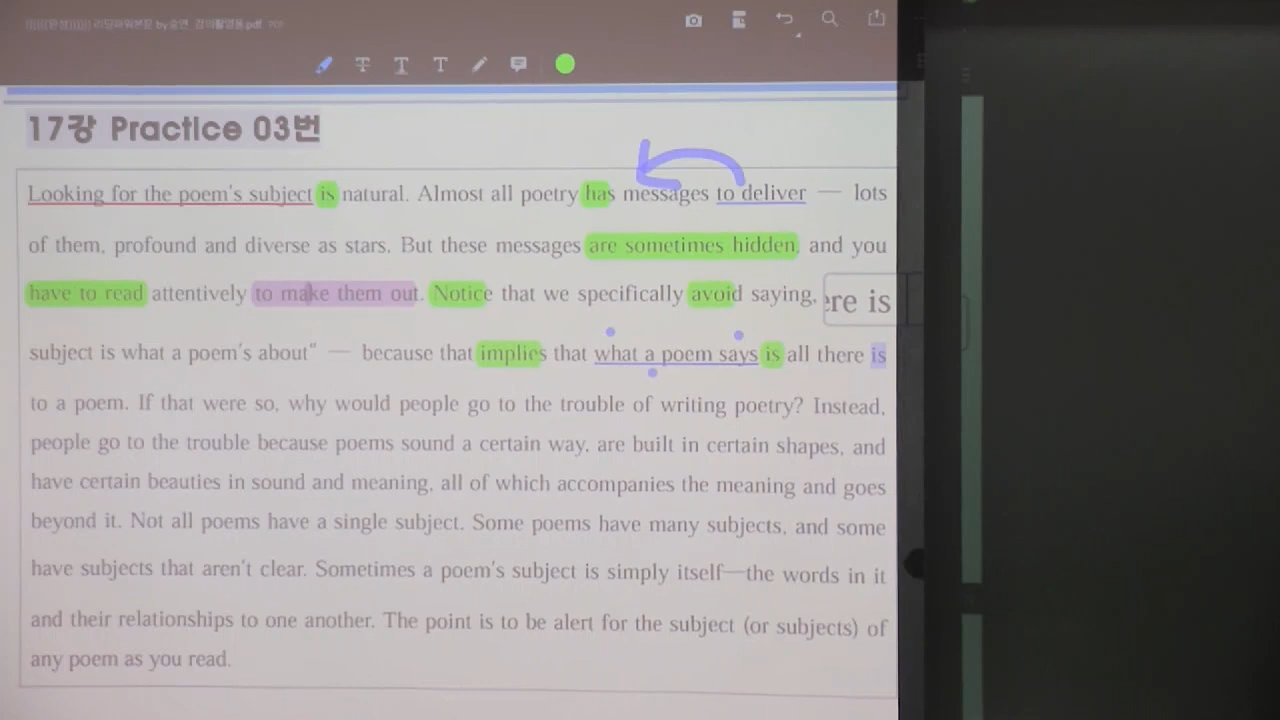 17강 Practice 03번
Looking for the poem's subject is natural. Almost all poetry has messages to deliver — lots
of them, profound and diverse as stars. But these messages are sometimes hidden, and you
have to read attentively to make them out. Notice that we specifically avoid saying,
ere is
subject is what a poem's about" — because that implies that what a poem says is all there is
to a poem. If that were so, why would people go to the trouble of writing poetry? Instead,
people go to the trouble because poems sound a certain way, are built in certain shapes, and
have certain beauties in sound and meaning, all of which accompanies the meaning and goes
beyond it. Not all poems have a single subject. Some poems have many subjects, and some
have subjects that aren't clear. Sometimes a poem's subject is simply itself—the words in it
and their relationships to one another. The point is to be alert for the subject (or subjects) of
any poem as you read.